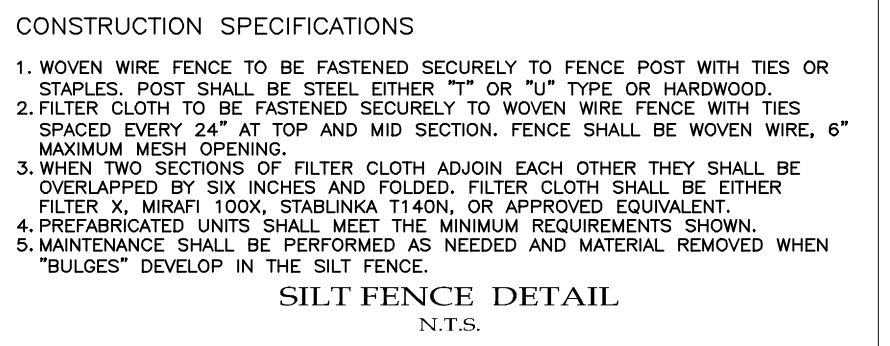 CONSTRUCTION SPECIFICATIONS
1. WOVEN WIRE FENCE TO BE FASTENED SECURELY TO FENCE POST WITH TIES OR
STAPLES. POST SHALL BE STEEL EITHER "T" OR "U" TYPE OR HARDWOOD.
2. FILTER CLOTH TO BE FASTENED SECURELY TO WOVEN WIRE FENCE WITH TIES
SPACED EVERY 24" AT TOP AND MID SECTION. FENCE SHALL BE WOVEN WIRE, 6"
MAXIMUM MESH OPENING.
3. WHEN TWO SECTIONS OF FILTER CLOTH ADJOIN EACH OTHER THEY SHALL BE
OVERLAPPED BY SIX INCHES AND FOLDED. FILTER CLOTH SHALL BE EITHER
FILTER X, MIRAFI 100X, STABLINKA T140N, OR APPROVED EQUIVALENT.
4. PREFABRICATED UNITS SHALL MEET THE MINIMUM REQUIREMENTS SHOWN.
5. MAINTENANCE SHALL BE PERFORMED AS NEEDED AND MATERIAL REMOVED WHEN
"BULGES" DEVELOP IN THE SILT FENCE.
SILT FENCE DETAIL
N.T.S.